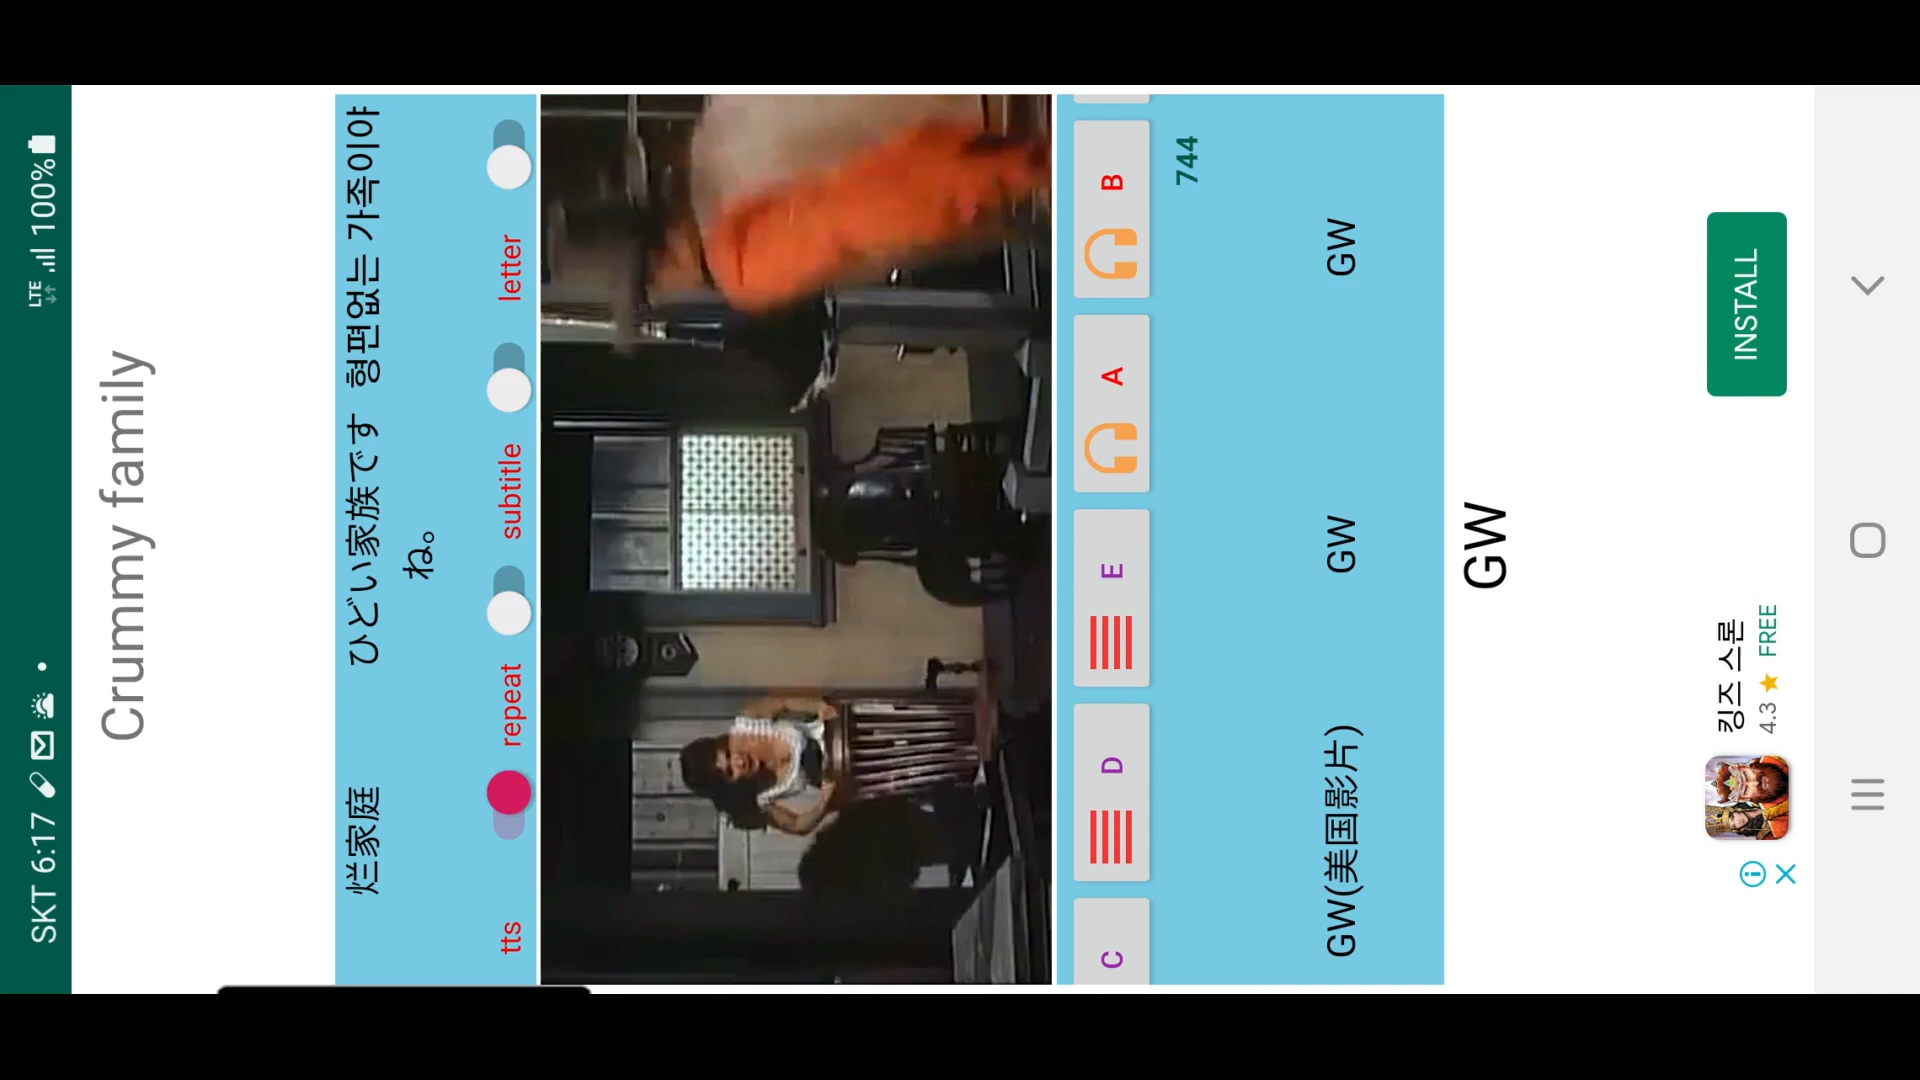 SKT 6:17
LTE
100%
Crummy family
烂家庭
ひどい家族です
ね。
형편없는 가족이야
tts
repeat
subtitle
letter
C
D
E
A
B
744
GW(美国影片)
GW
GW
GW
킹즈 스론
4.3
FREE
INSTALL